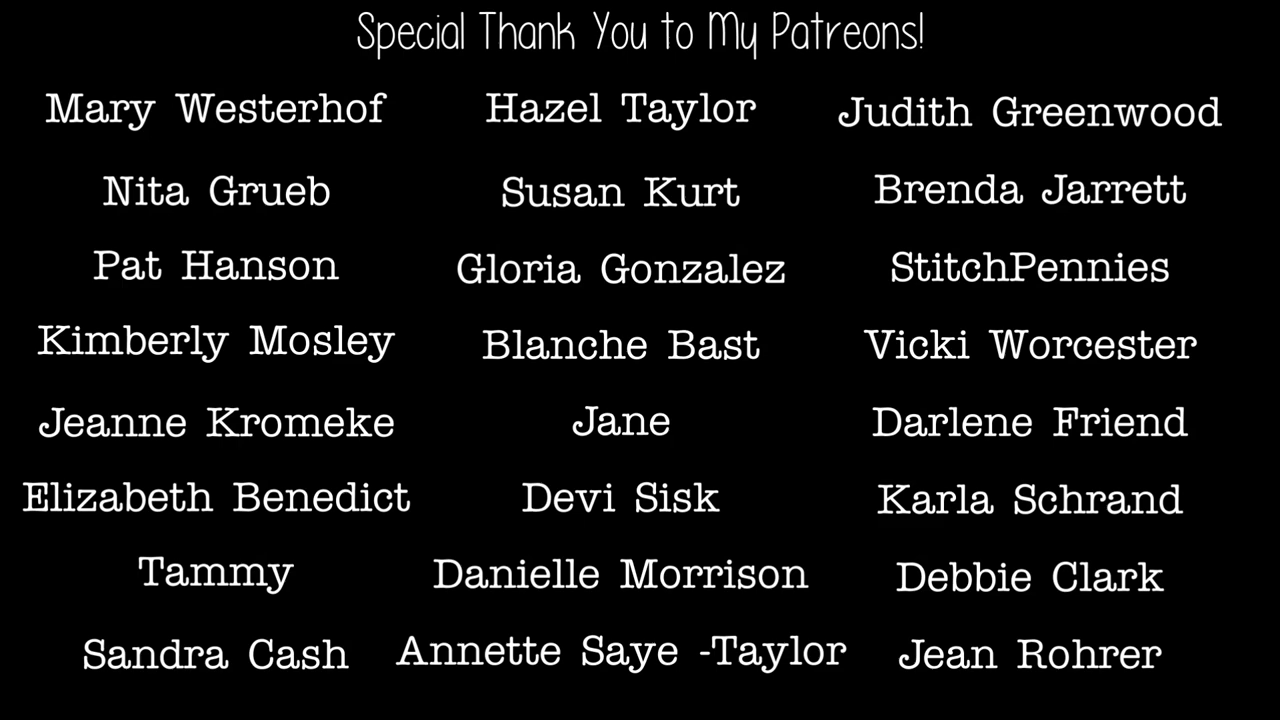 Special Thank You to My Patreons!
Mary Westerhof
Hazel Taylor
Judith Greenwood
Nita Grueb
Susan Kurt
Brenda Jarrett
Pat Hanson
Gloria Gonzalez
StitchPennies
Kimberly Mosley
Blanche Bast
Vicki Worcester
Jeanne Kromeke
Jane
Darlene Friend
Elizabeth Benedict
Devi Sisk
Karla Schrand
Tammy
Danielle Morrison
Debbie Clark
Sandra Cash
Annette Saye -Taylor
Jean Rohrer